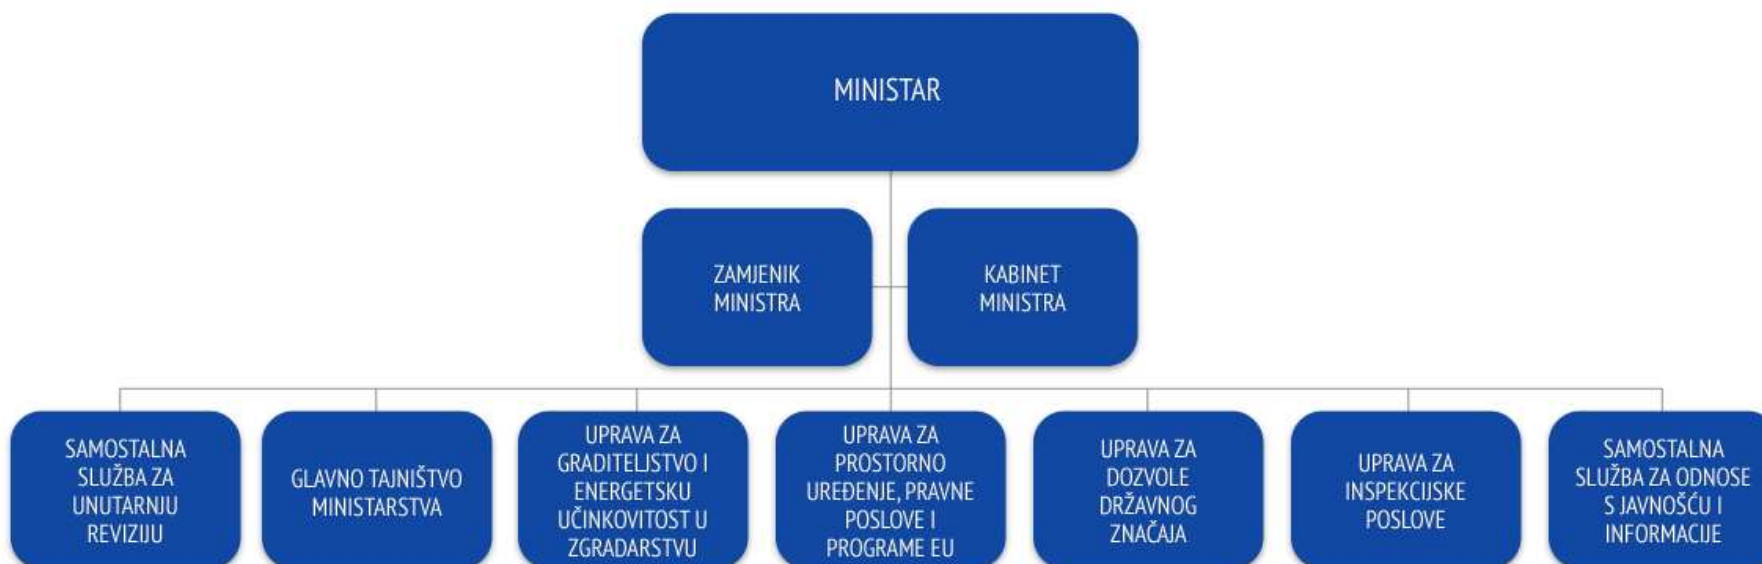 MINISTAR
ZAMJENIK
MINISTRA
KABINET
MINISTRA
SAMOSTALNA
SLUŽBA ZA
UNUTARNJU
REVIZIJU
GLAVNO TAJNIŠTVO
MINISTARSTVA
UPRAVA ZA
GRADITELJSTVO I
ENERGETSKU
UČINKOVITOST U
ZGRADARSTVU
UPRAVA ZA
PROSTORNO
UREĐENJE, PRAVNE
POSLOVE I
PROGRAME EU
UPRAVA ZA
DOZVOLE
DRŽAVNOG
ZNAČAJA
UPRAVA ZA
INSPEKCIJSKE
POSLOVE
SAMOSTALNA
SLUŽBA ZA ODNOSE
S JAVNOŠĆU I
INFORMACIJE